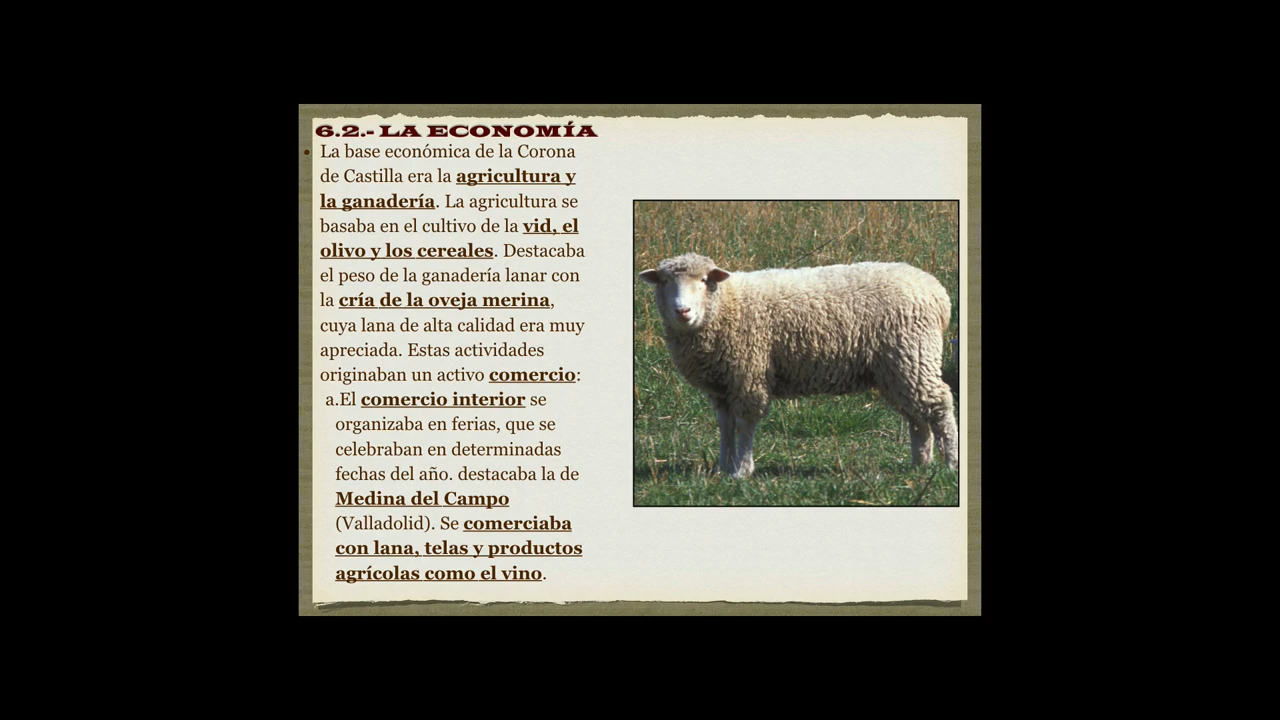 6.2.- LA ECONOMÍA
• La base económica de la Corona
de Castilla era la agricultura y
la ganadería. La agricultura se
basaba en el cultivo de la vid, el
olivo y los cereales. Destacaba
el peso de la ganadería lanar con
la cría de la oveja merina,
cuya lana de alta calidad era muy
apreciada. Estas actividades
originaban un activo comercio:
a.El comercio interior se
organizaba en ferias, que se
celebraban en determinadas
fechas del año. destacaba la de
Medina del Campo
(Valladolid). Se comerciaba
con lana, telas y productos
agrícolas como el vino.